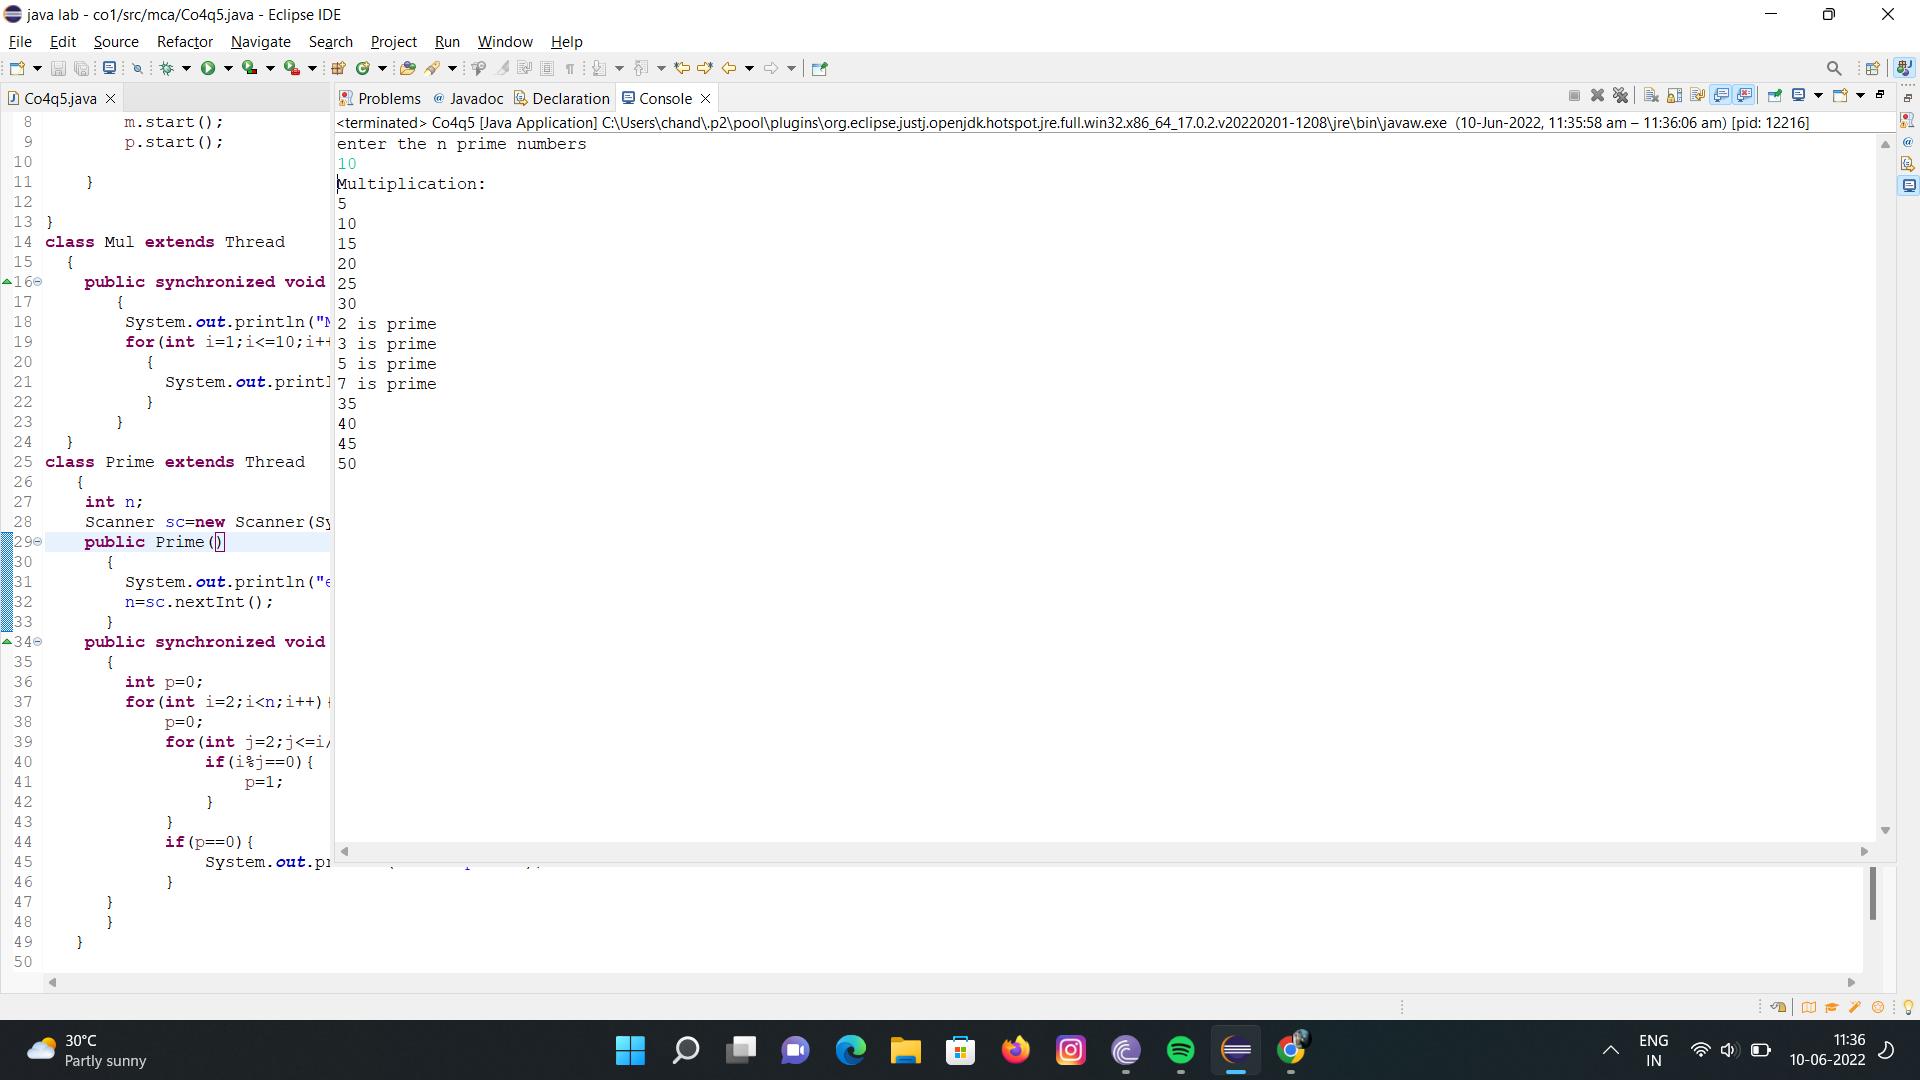 java lab - co1/src/mca/Co4q5.java - Eclipse IDE
File Edit Source Refactor Navigate Search Project Run Window Help
Co4q5.java
Problems Javadoc Declaration Console
<terminated> Co4q5 [Java Application] C:\Users\chand\.p2\pool\plugins\org.eclipse.justj.openjdk.hotspot.jre.full.win32.x86_64_17.0.2.v20220201-1208\jre\bin\javaw.exe (10-Jun-2022, 11:35:58 am – 11:36:06 am) [pid: 12216]
8 m.start();
9 p.start();
10
11 }
12
13 }
14 class Mul extends Thread
15 {
16 public synchronized void
17 {
18 System.out.println("M
19 for(int i=1;i<=10;i++
20 {
21 System.out.printl
22 }
23 }
24 }
25 class Prime extends Thread
26 {
27 int n;
28 Scanner sc=new Scanner(Sy
29 public Prime()
30 {
31 System.out.println("e
32 n=sc.nextInt();
33 }
34 public synchronized void
35 {
36 int p=0;
37 for(int i=2;i<n;i++){
38 p=0;
39 for(int j=2;j<=i/
40 if(i%j==0){
41 p=1;
42 }
43 }
44 if(p==0){
45 System.out.pr
46 }
47 }
48 }
49 }
50
enter the n prime numbers
10
Multiplication:
5
10
15
20
25
30
2 is prime
3 is prime
5 is prime
7 is prime
35
40
45
50
30°C
Partly sunny
ENG
IN
11:36
10-06-2022